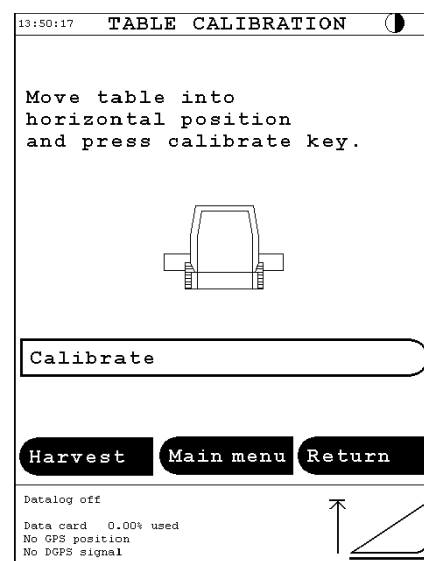 13:50:17 TABLE CALIBRATION
Move table into
horizontal position
and press calibrate key.
Calibrate
Harvest Main menu Return
Datalog off
Data card 0.00% used
No GPS position
No DGPS signal